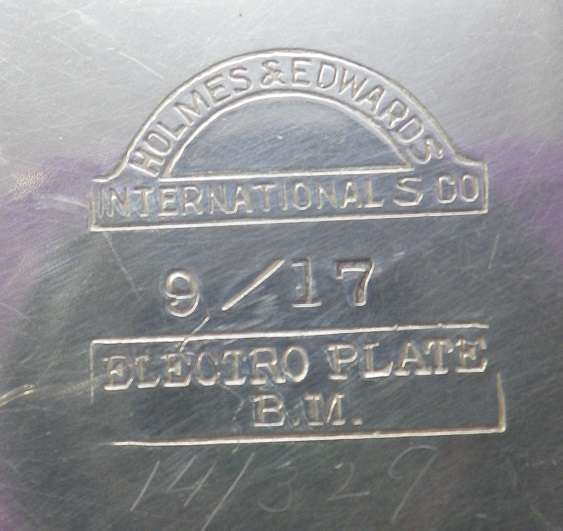 HOLMES & EDWARDS
INTERNATIONAL S CO
9/17
ELECTRO PLATE
B.M.
14/329